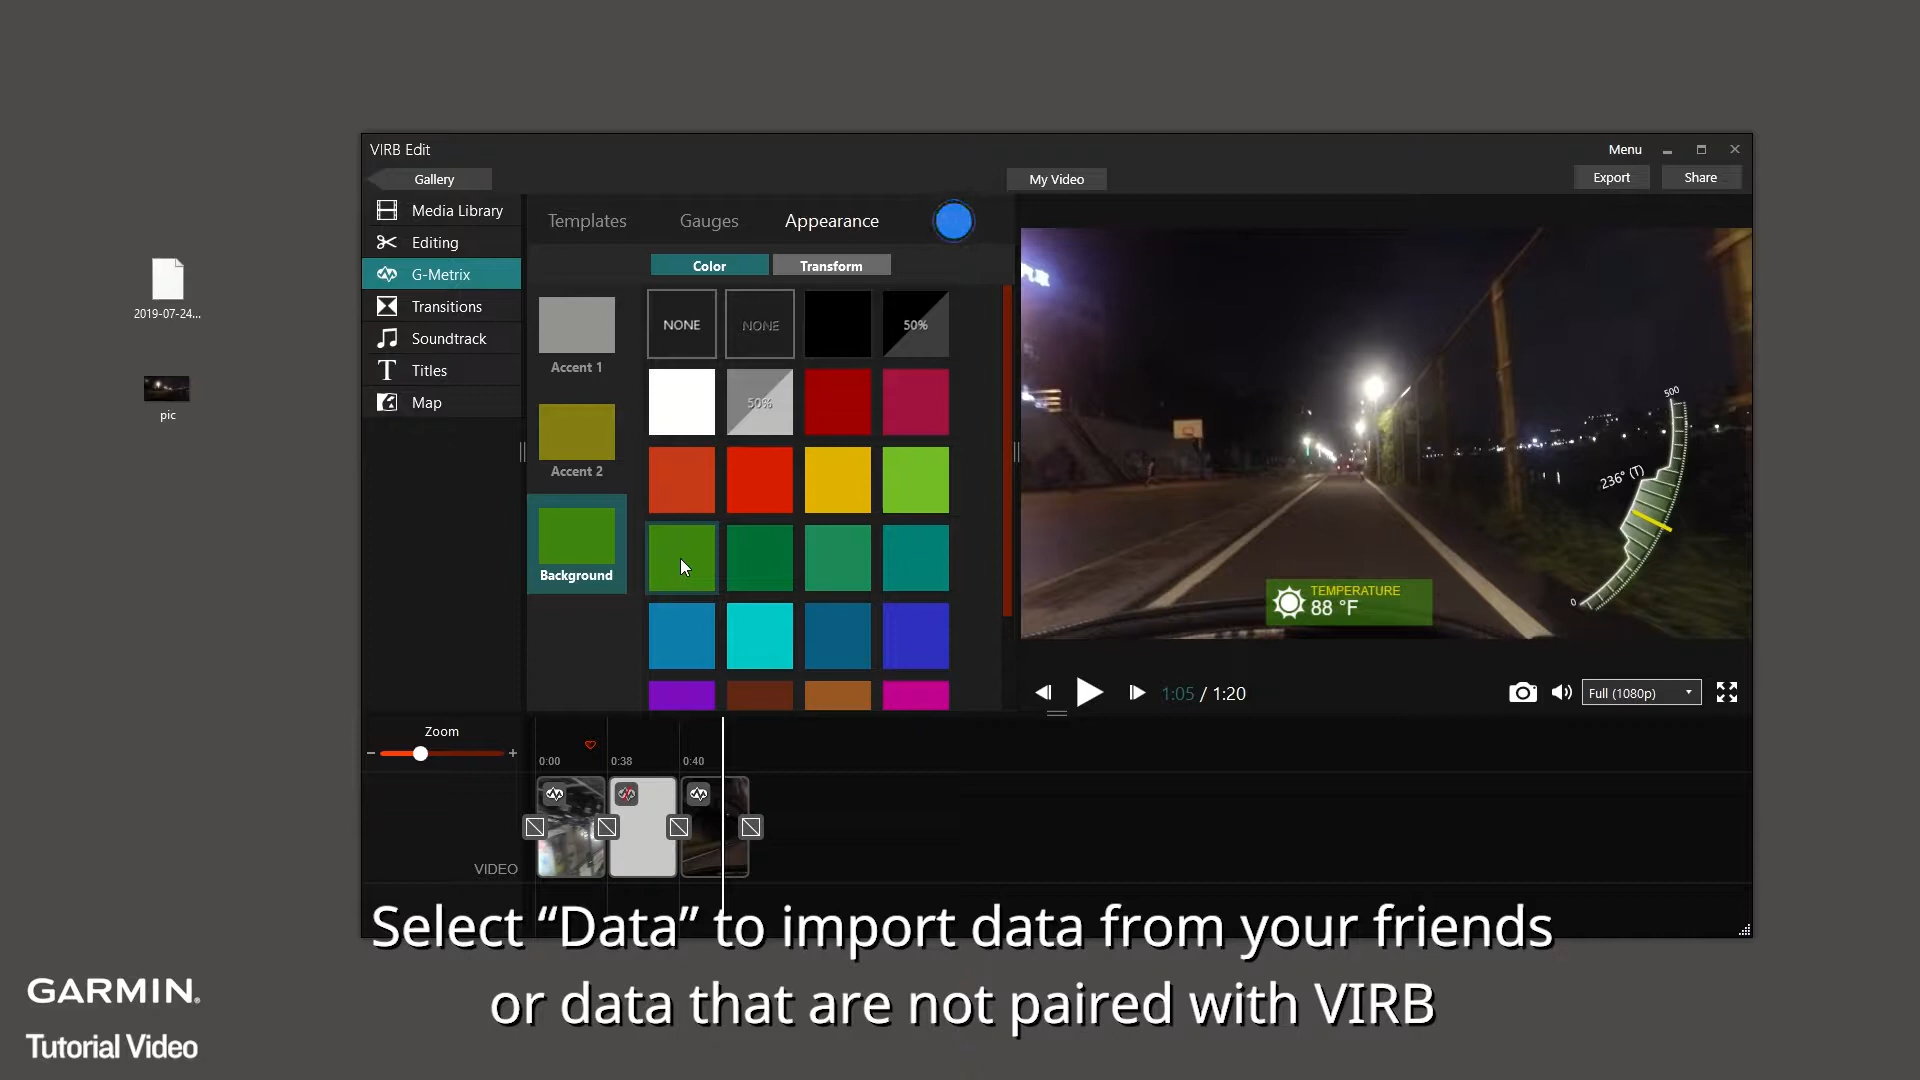 VIRB Edit
Menu
Gallery
My Video
Export
Share
Media Library
Editing
G-Metrix
Transitions
Soundtrack
Titles
Map
Templates
Gauges
Appearance
Color
Transform
Accent 1
Accent 2
Background
NONE
NONE
50%
50%
500
236° (T)
0
TEMPERATURE
88 °F
1:05 / 1:20
Full (1080p)
2019-07-24...
pic
Zoom
0:00
0:38
0:40
VIDEO
Select “Data” to import data from your friends
or data that are not paired with VIRB
GARMIN.
Tutorial Video